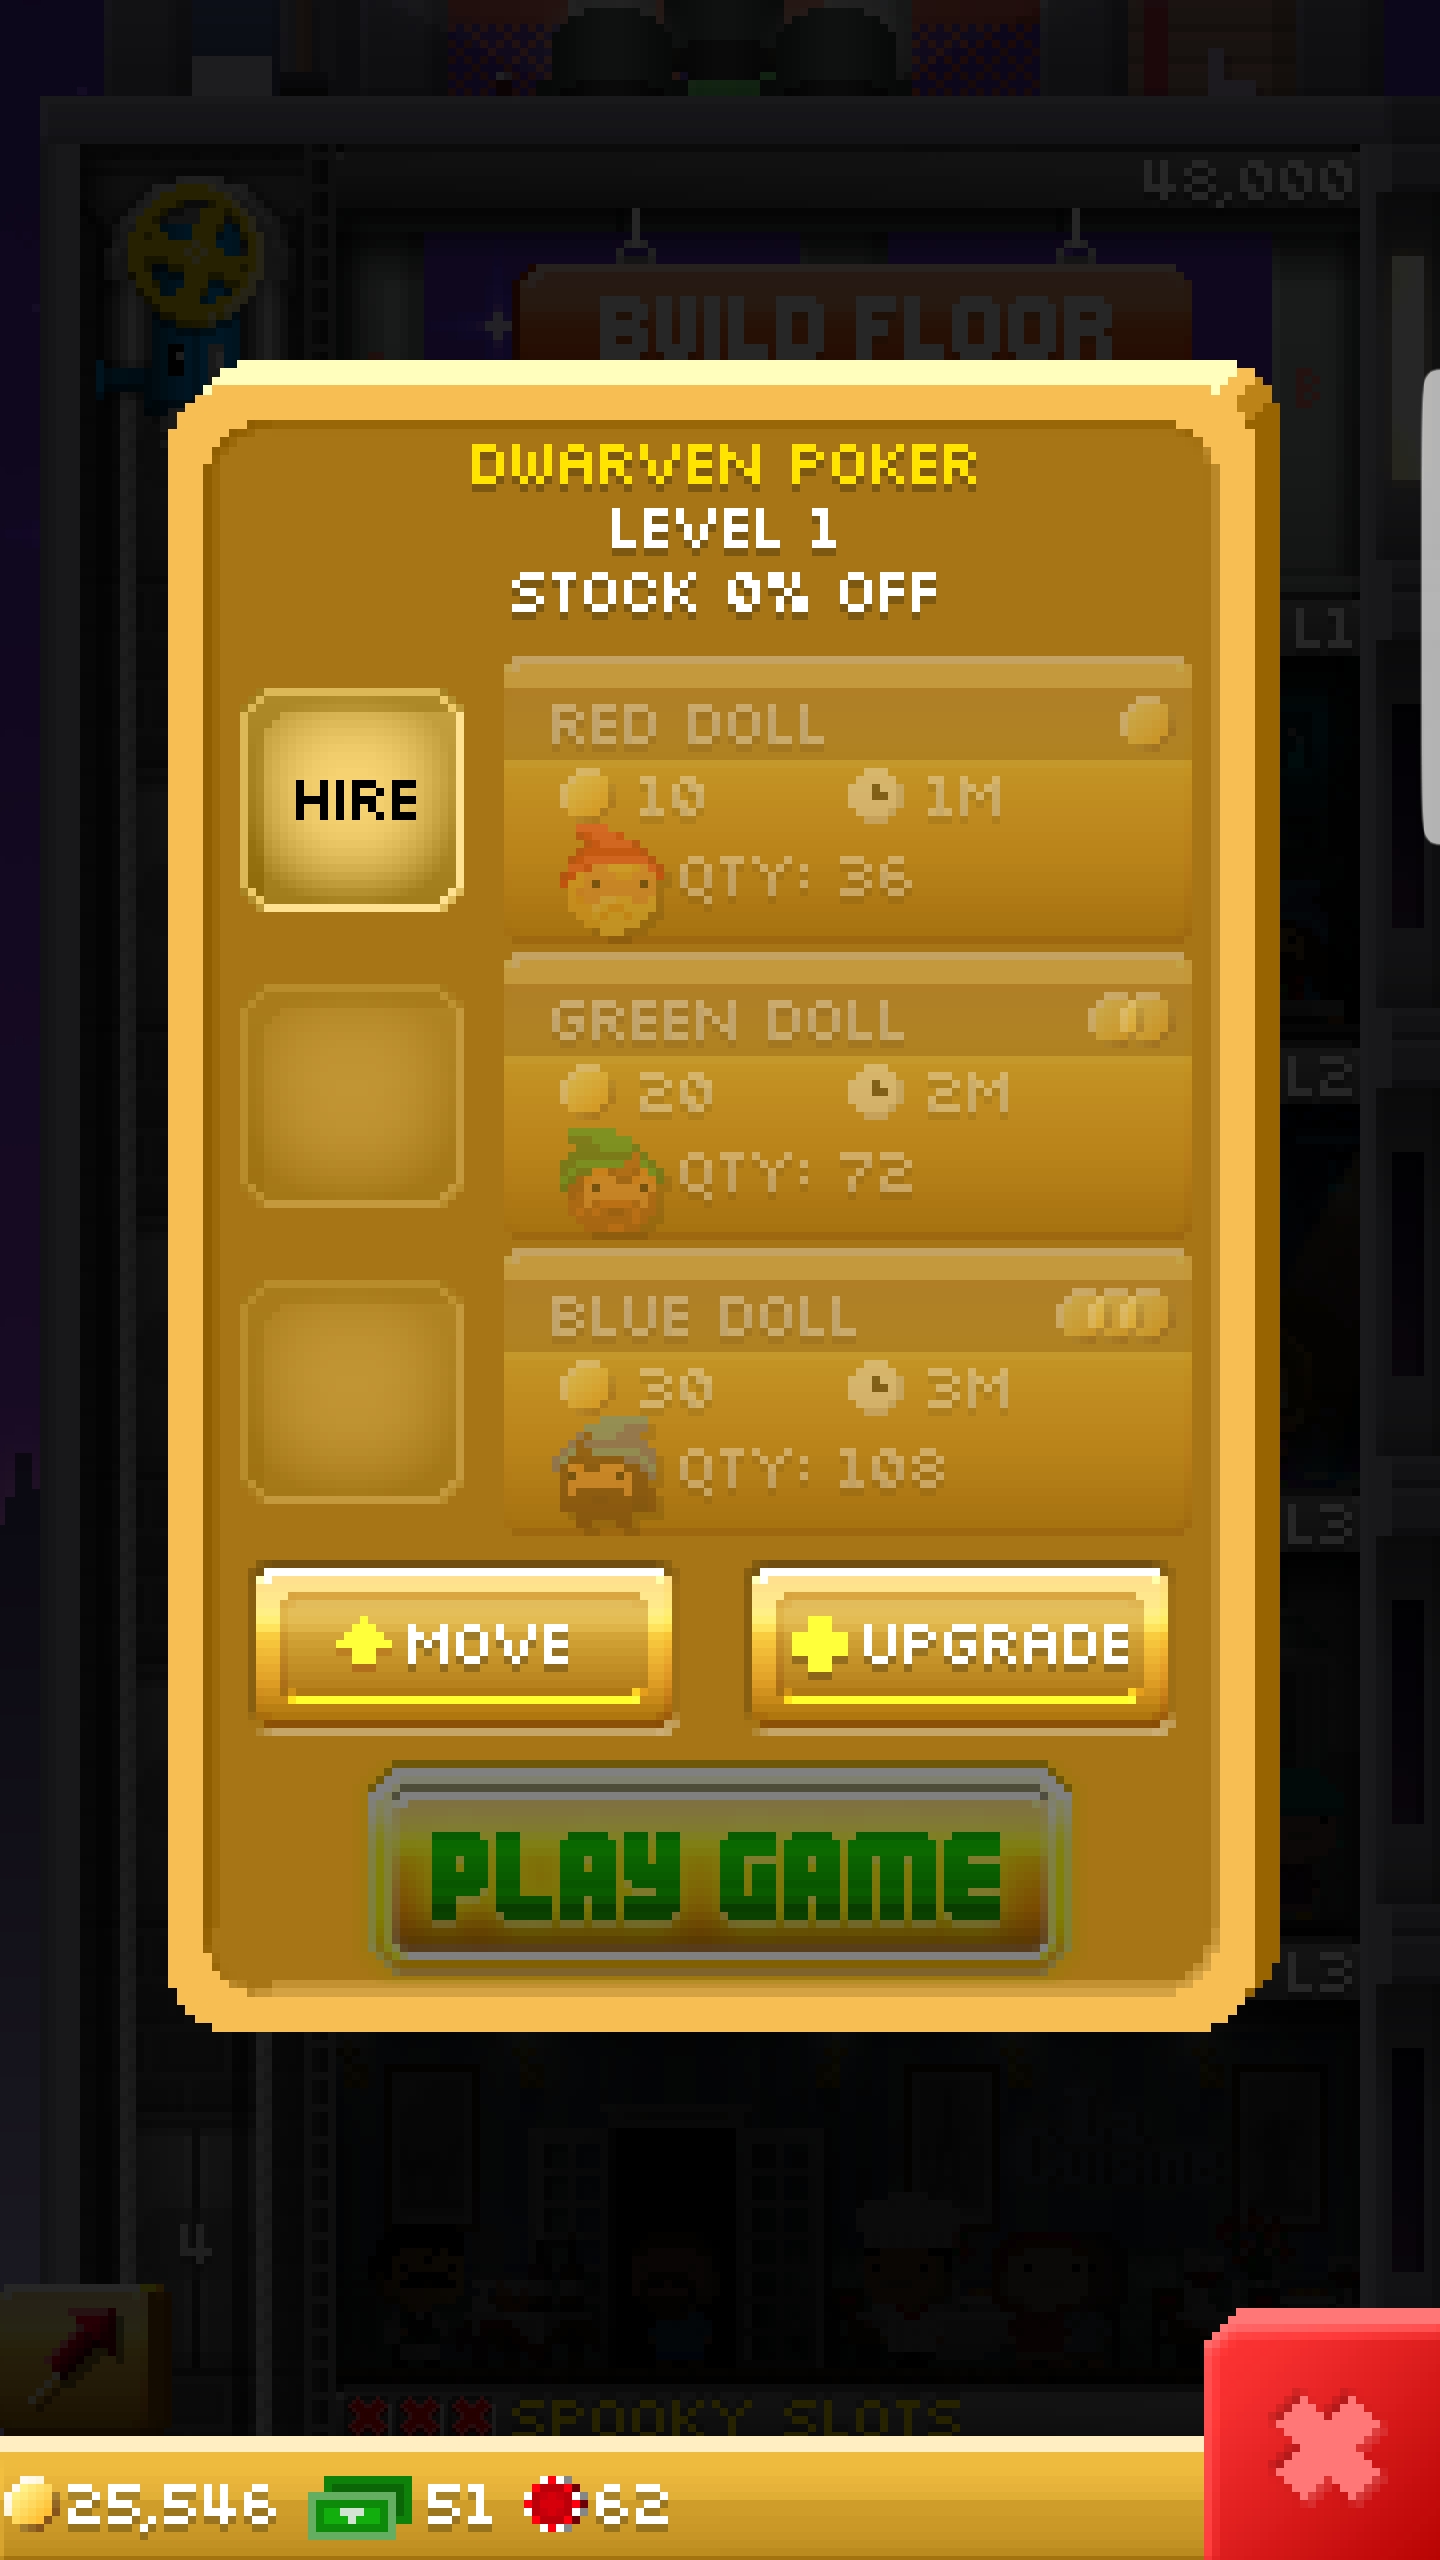 48,000
BUILD FLOOR
B
DWARVEN POKER
LEVEL 1
STOCK 0% OFF
L1
HIRE
RED DOLL
10 1M
QTY: 36
GREEN DOLL
20 2M
L2
QTY: 72
BLUE DOLL
30 3M
QTY: 108
L3
MOVE UPGRADE
PLAY GAME
L3
4
SPOOKY SLOTS
25,546 51 62